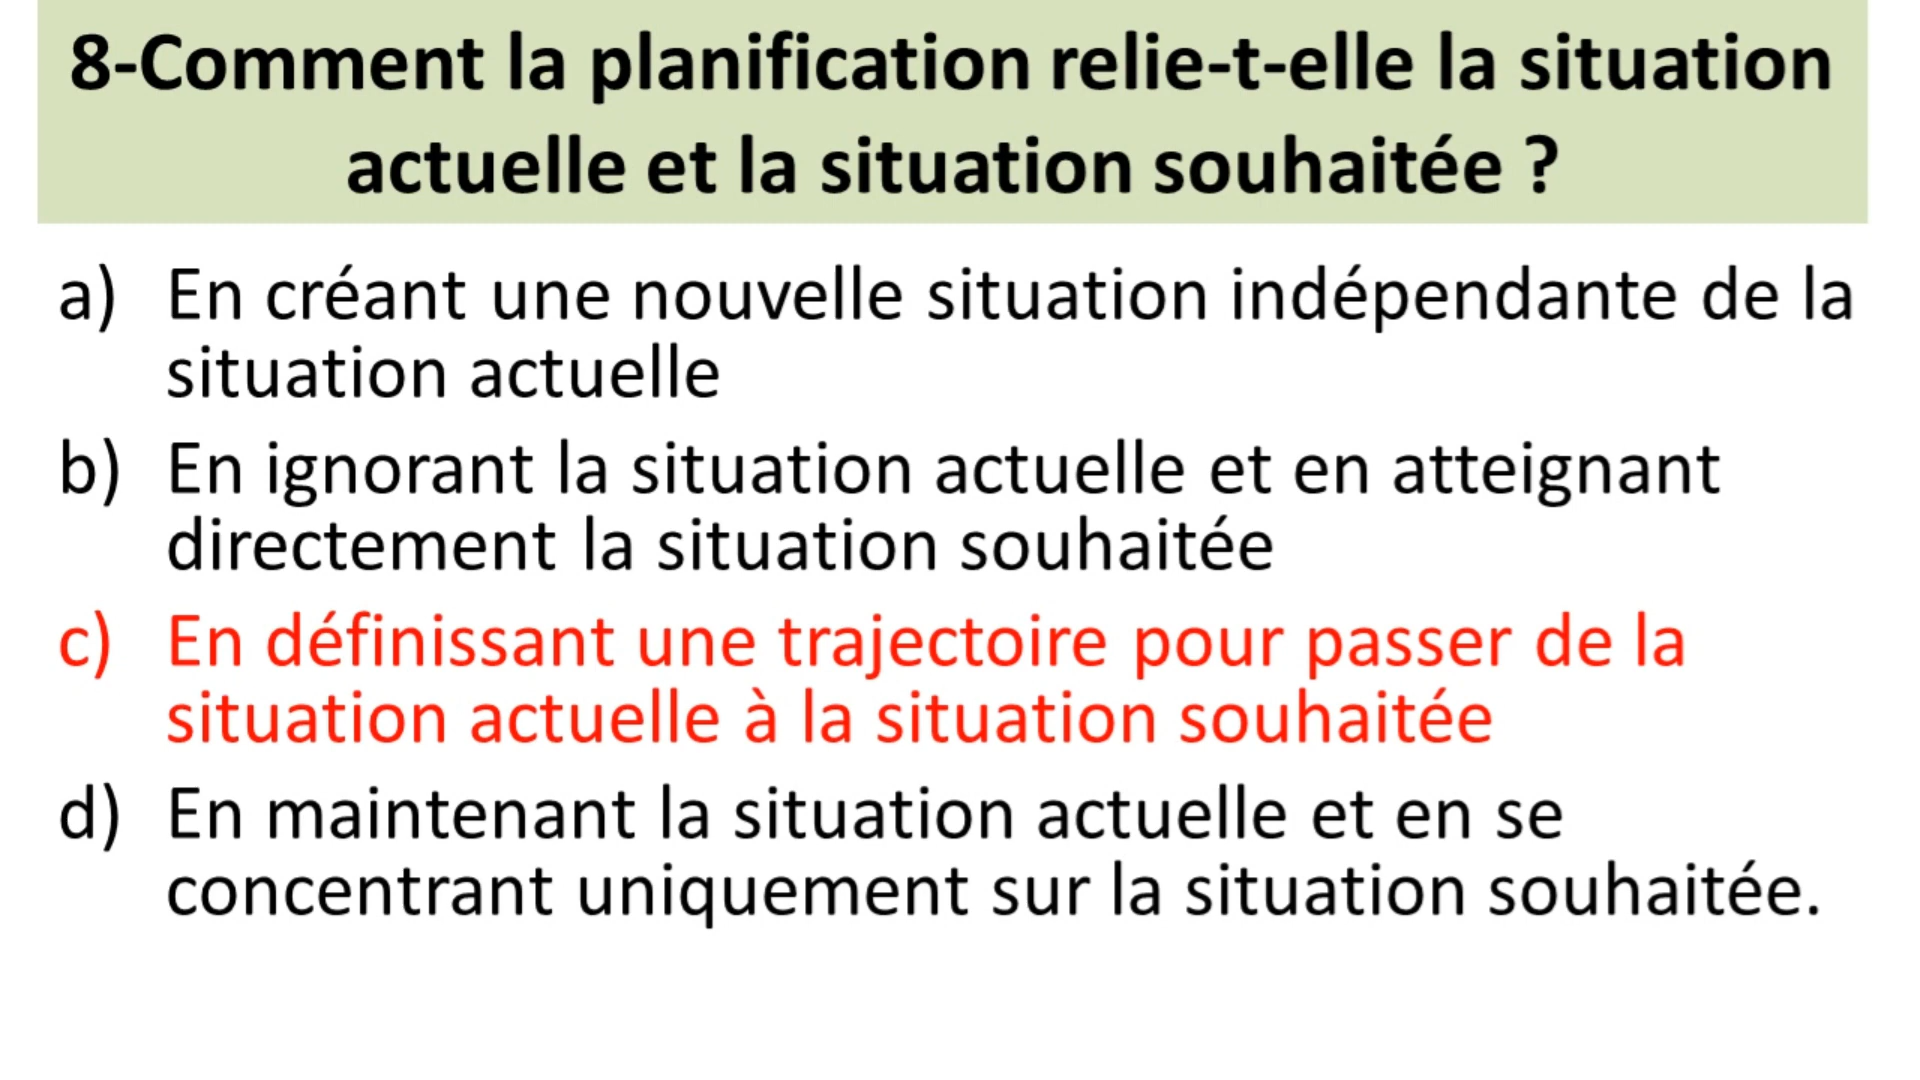 8-Comment la planification relie-t-elle la situation
actuelle et la situation souhaitée ?
a) En créant une nouvelle situation indépendante de la
situation actuelle
b) En ignorant la situation actuelle et en atteignant
directement la situation souhaitée
c) En définissant une trajectoire pour passer de la
situation actuelle à la situation souhaitée
d) En maintenant la situation actuelle et en se
concentrant uniquement sur la situation souhaitée.